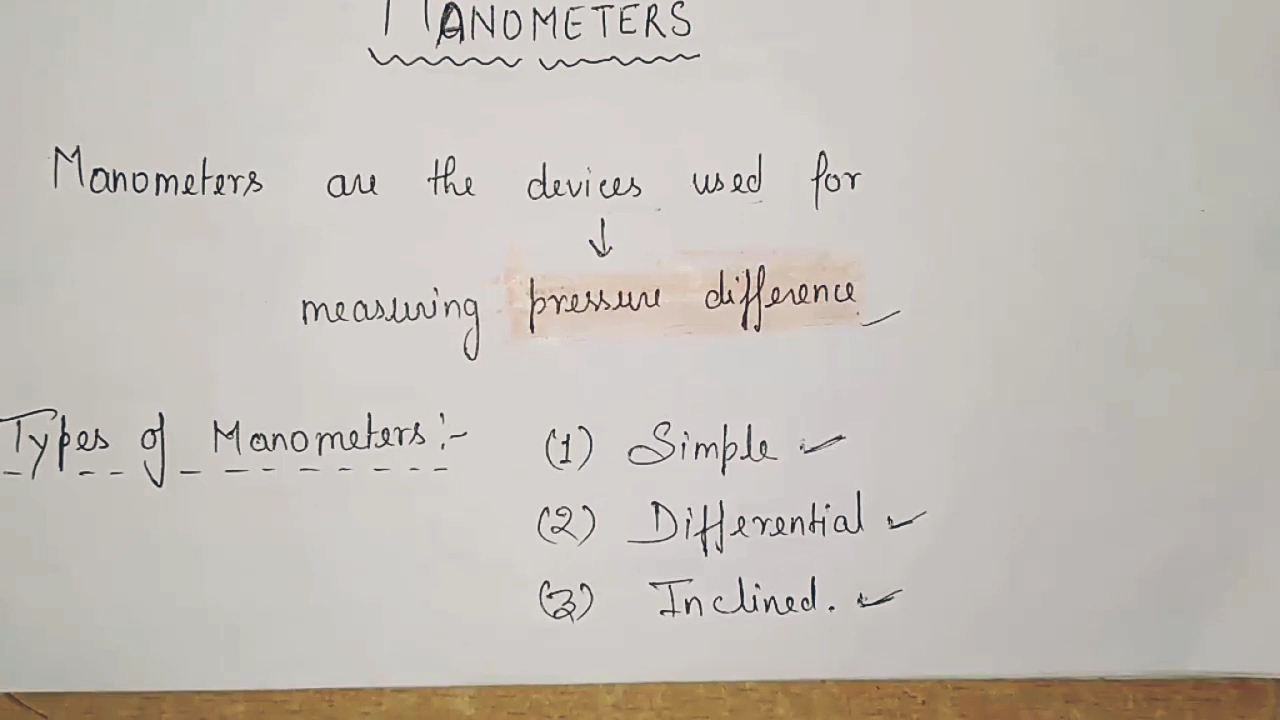 MANOMETERS
Manometers are the devices used for
↓
measuring pressure difference
Types of Manometers:- (1) Simple
(2) Differential
(3) Inclined.